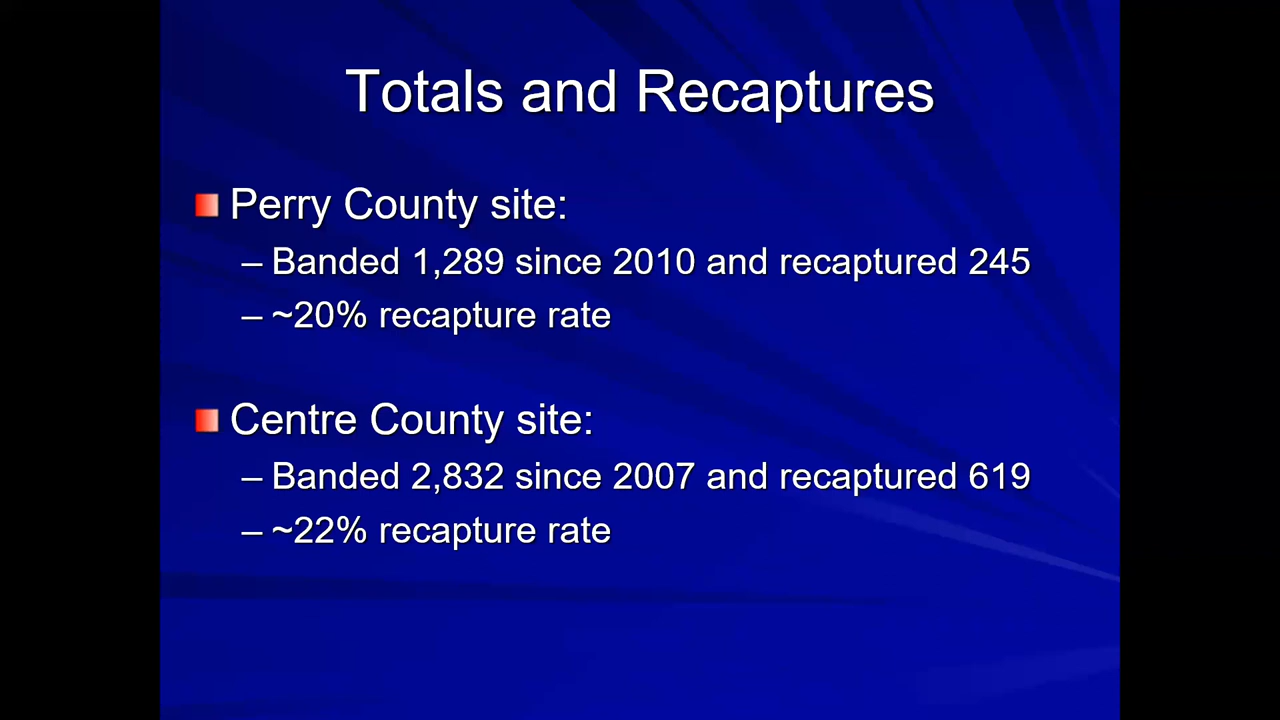 Totals and Recaptures
Perry County site:
– Banded 1,289 since 2010 and recaptured 245
– ~20% recapture rate
Centre County site:
– Banded 2,832 since 2007 and recaptured 619
– ~22% recapture rate